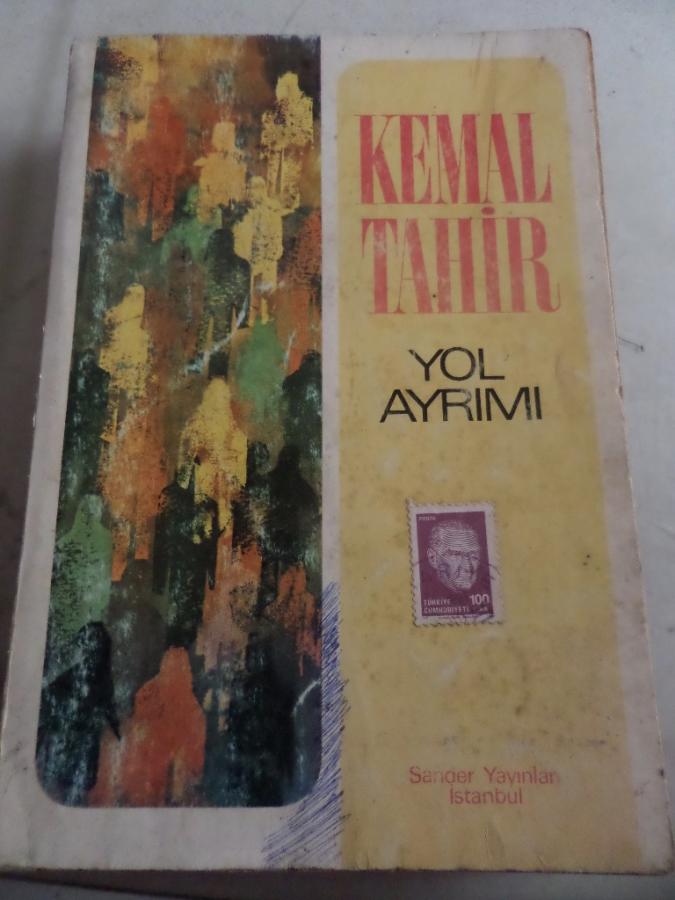 KEMAL
TAHİR
YOL
AYRIMI
POSTA
TÜRKİYE 100
CUMHURİYETİ
Sander Yayınları
İstanbul